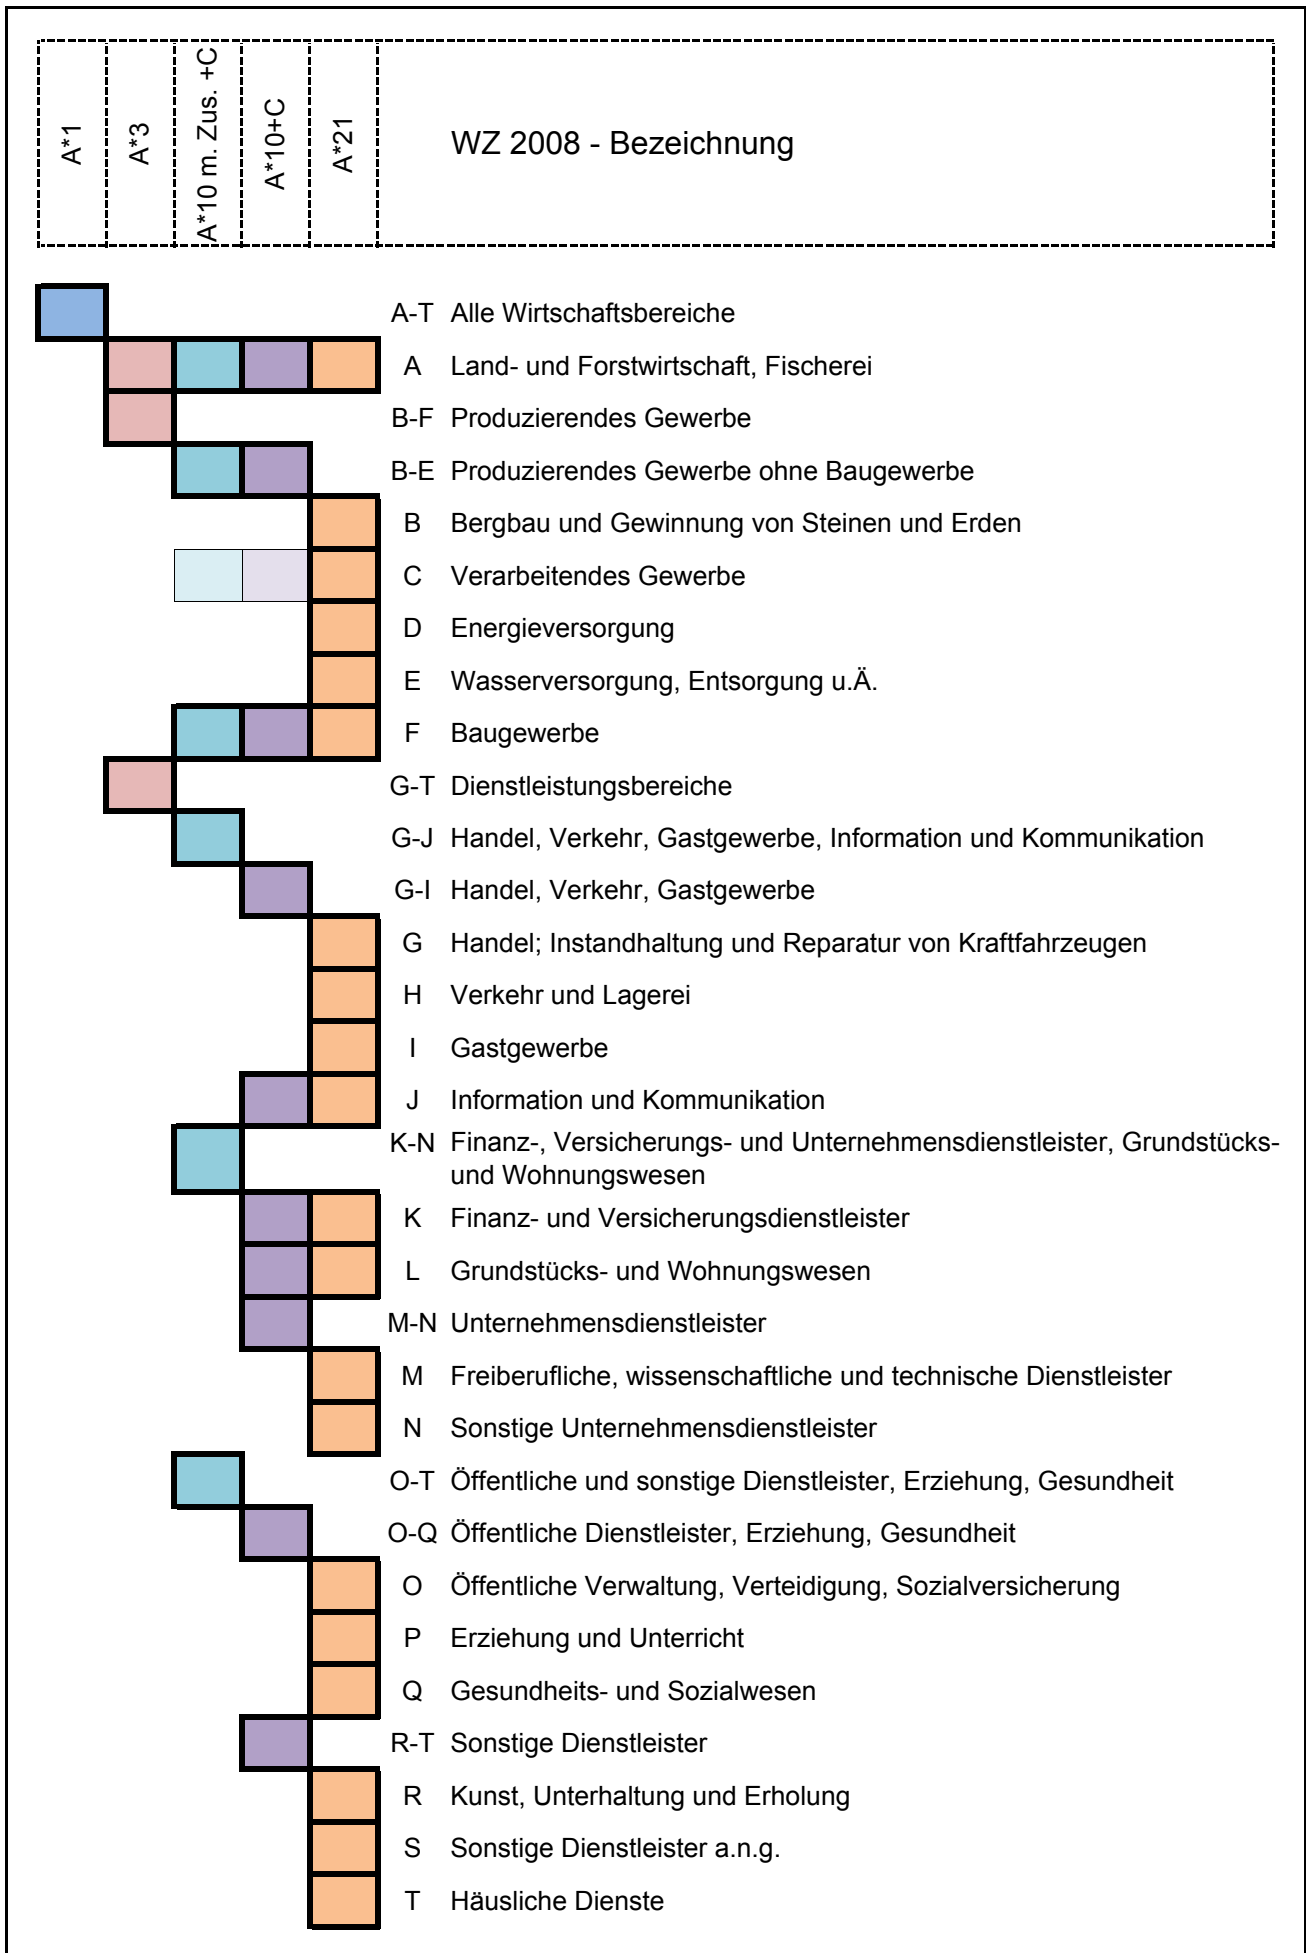 A*1
A*3
A*10 m. Zus. +C
A*10+C
A*21
WZ 2008 - Bezeichnung
A-T Alle Wirtschaftsbereiche
A Land- und Forstwirtschaft, Fischerei
B-F Produzierendes Gewerbe
B-E Produzierendes Gewerbe ohne Baugewerbe
B Bergbau und Gewinnung von Steinen und Erden
C Verarbeitendes Gewerbe
D Energieversorgung
E Wasserversorgung, Entsorgung u.Ä.
F Baugewerbe
G-T Dienstleistungsbereiche
G-J Handel, Verkehr, Gastgewerbe, Information und Kommunikation
G-I Handel, Verkehr, Gastgewerbe
G Handel; Instandhaltung und Reparatur von Kraftfahrzeugen
H Verkehr und Lagerei
I Gastgewerbe
J Information und Kommunikation
K-N Finanz-, Versicherungs- und Unternehmensdienstleister, Grundstücks-
und Wohnungswesen
K Finanz- und Versicherungsdienstleister
L Grundstücks- und Wohnungswesen
M-N Unternehmensdienstleister
M Freiberufliche, wissenschaftliche und technische Dienstleister
N Sonstige Unternehmensdienstleister
O-T Öffentliche und sonstige Dienstleister, Erziehung, Gesundheit
O-Q Öffentliche Dienstleister, Erziehung, Gesundheit
O Öffentliche Verwaltung, Verteidigung, Sozialversicherung
P Erziehung und Unterricht
Q Gesundheits- und Sozialwesen
R-T Sonstige Dienstleister
R Kunst, Unterhaltung und Erholung
S Sonstige Dienstleister a.n.g.
T Häusliche Dienste